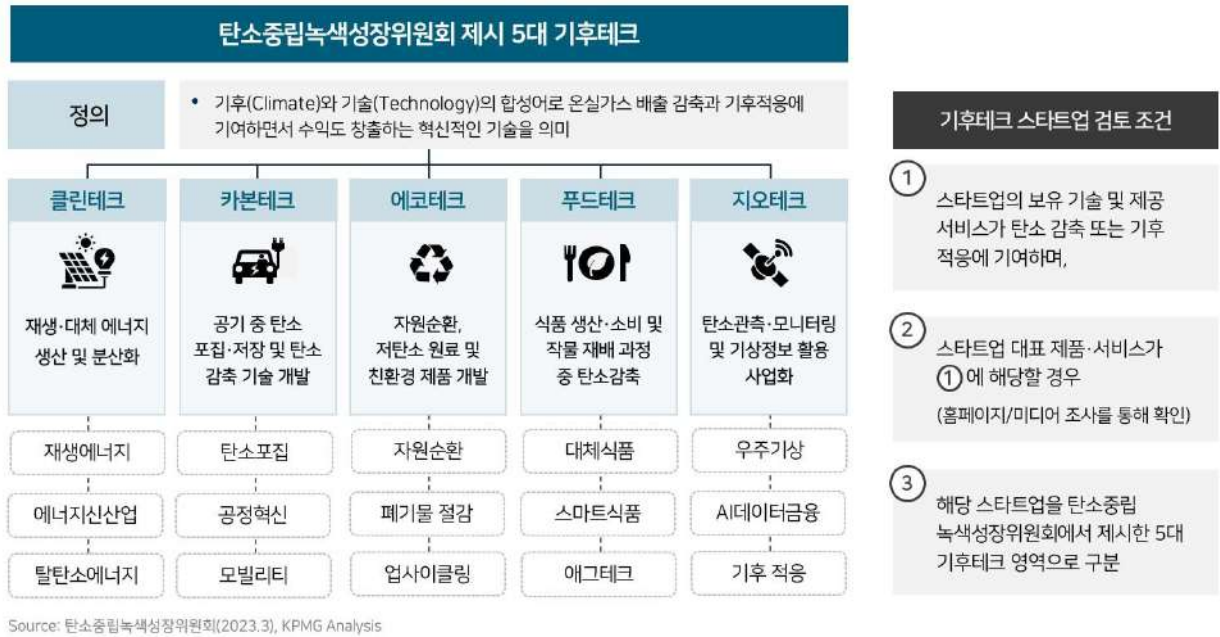 탄소중립녹색성장위원회 제시 5대 기후테크
정의
• 기후(Climate)와 기술(Technology)의 합성어로 온실가스 배출 감축과 기후적응에
기여하면서 수익도 창출하는 혁신적인 기술을 의미
클린테크
재생·대체 에너지
생산 및 분산화
재생에너지
에너지신산업
탈탄소에너지
카본테크
공기 중 탄소
포집·저장 및 탄소
감축 기술 개발
탄소포집
공정혁신
모빌리티
에코테크
자원순환,
저탄소 원료 및
친환경 제품 개발
자원순환
폐기물 절감
업사이클링
푸드테크
식품 생산·소비 및
작물 재배 과정
중 탄소감축
대체식품
스마트식품
애그테크
지오테크
탄소관측·모니터링
및 기상정보 활용
사업화
우주기상
AI데이터금융
기후 적응
기후테크 스타트업 검토 조건
①
스타트업의 보유 기술 및 제공
서비스가 탄소 감축 또는 기후
적응에 기여하며,
②
스타트업 대표 제품·서비스가
①에 해당할 경우
(홈페이지/미디어 조사를 통해 확인)
③
해당 스타트업을 탄소중립
녹색성장위원회에서 제시한 5대
기후테크 영역으로 구분
Source: 탄소중립녹색성장위원회(2023.3), KPMG Analysis